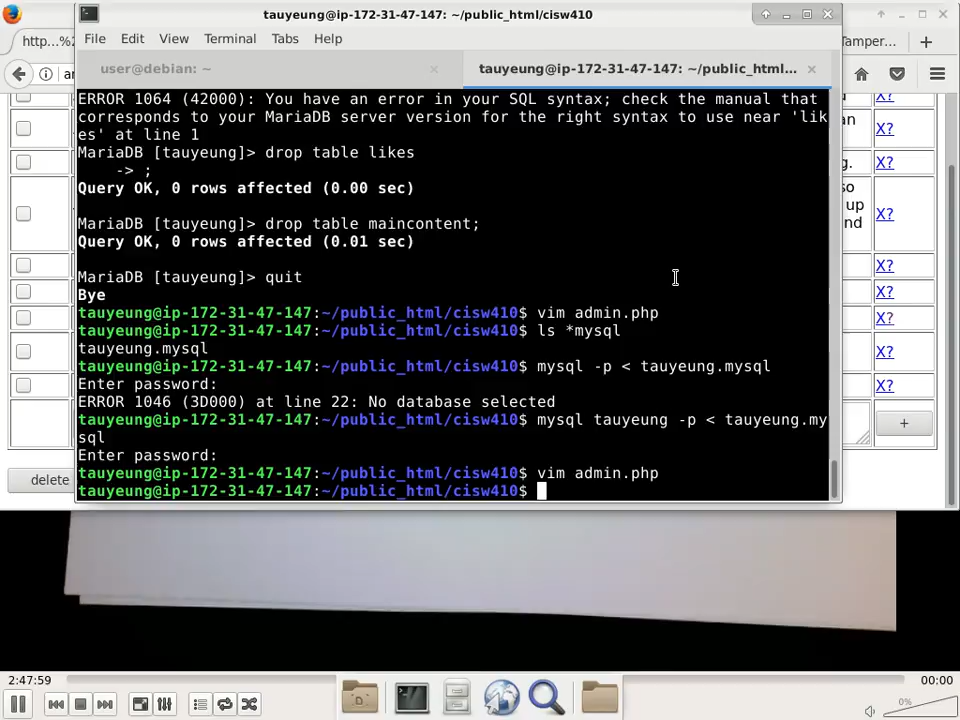 tauyeung@ip-172-31-47-147: ~/public_html/cisw410
File Edit View Terminal Tabs Help
http...%2
Tamper...
user@debian: ~
tauyeung@ip-172-31-47-147: ~/public_html...
ERROR 1064 (42000): You have an error in your SQL syntax; check the manual that
corresponds to your MariaDB server version for the right syntax to use near 'lik
es' at line 1
MariaDB [tauyeung]> drop table likes
-> ;
Query OK, 0 rows affected (0.00 sec)
MariaDB [tauyeung]> drop table maincontent;
Query OK, 0 rows affected (0.01 sec)
MariaDB [tauyeung]> quit
Bye
tauyeung@ip-172-31-47-147:~/public_html/cisw410$ vim admin.php
tauyeung@ip-172-31-47-147:~/public_html/cisw410$ ls *mysql
tauyeung.mysql
tauyeung@ip-172-31-47-147:~/public_html/cisw410$ mysql -p < tauyeung.mysql
Enter password:
ERROR 1046 (3D000) at line 22: No database selected
tauyeung@ip-172-31-47-147:~/public_html/cisw410$ mysql tauyeung -p < tauyeung.my
sql
Enter password:
tauyeung@ip-172-31-47-147:~/public_html/cisw410$ vim admin.php
tauyeung@ip-172-31-47-147:~/public_html/cisw410$
X?
an
X?
g.
X?
so
up
nd
X?
X?
X?
X?
X?
X?
+
delete
2:47:59
00:00
0%